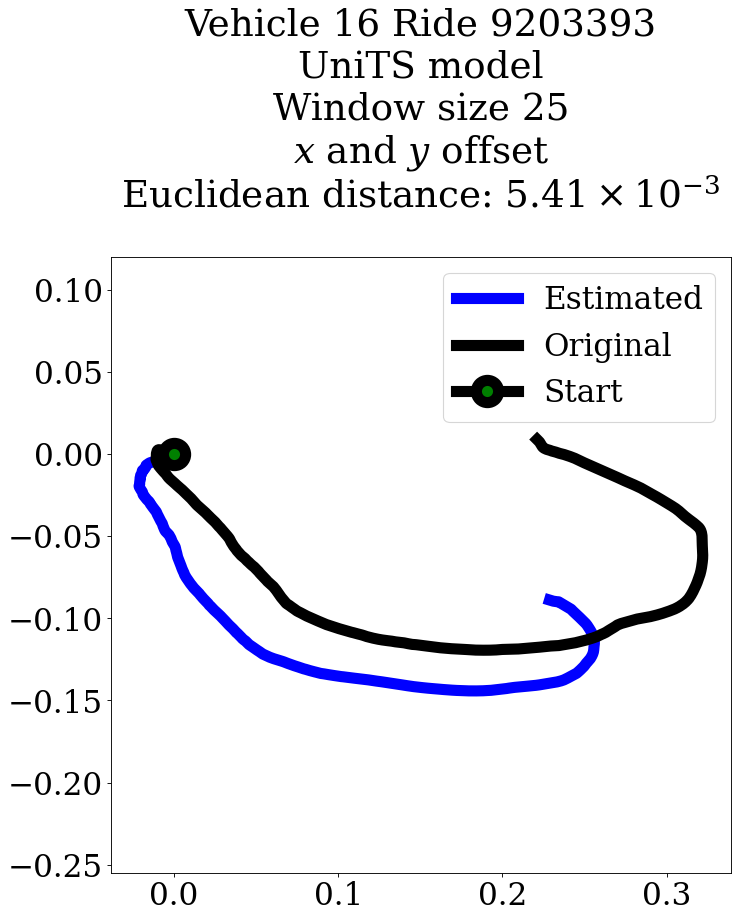 Vehicle 16 Ride 9203393
UniTS model
Window size 25
x and y offset
Euclidean distance: 5.41 × 10⁻³
Estimated
Original
Start
0.10
0.05
0.00
−0.05
−0.10
−0.15
−0.20
−0.25
0.0 0.1 0.2 0.3